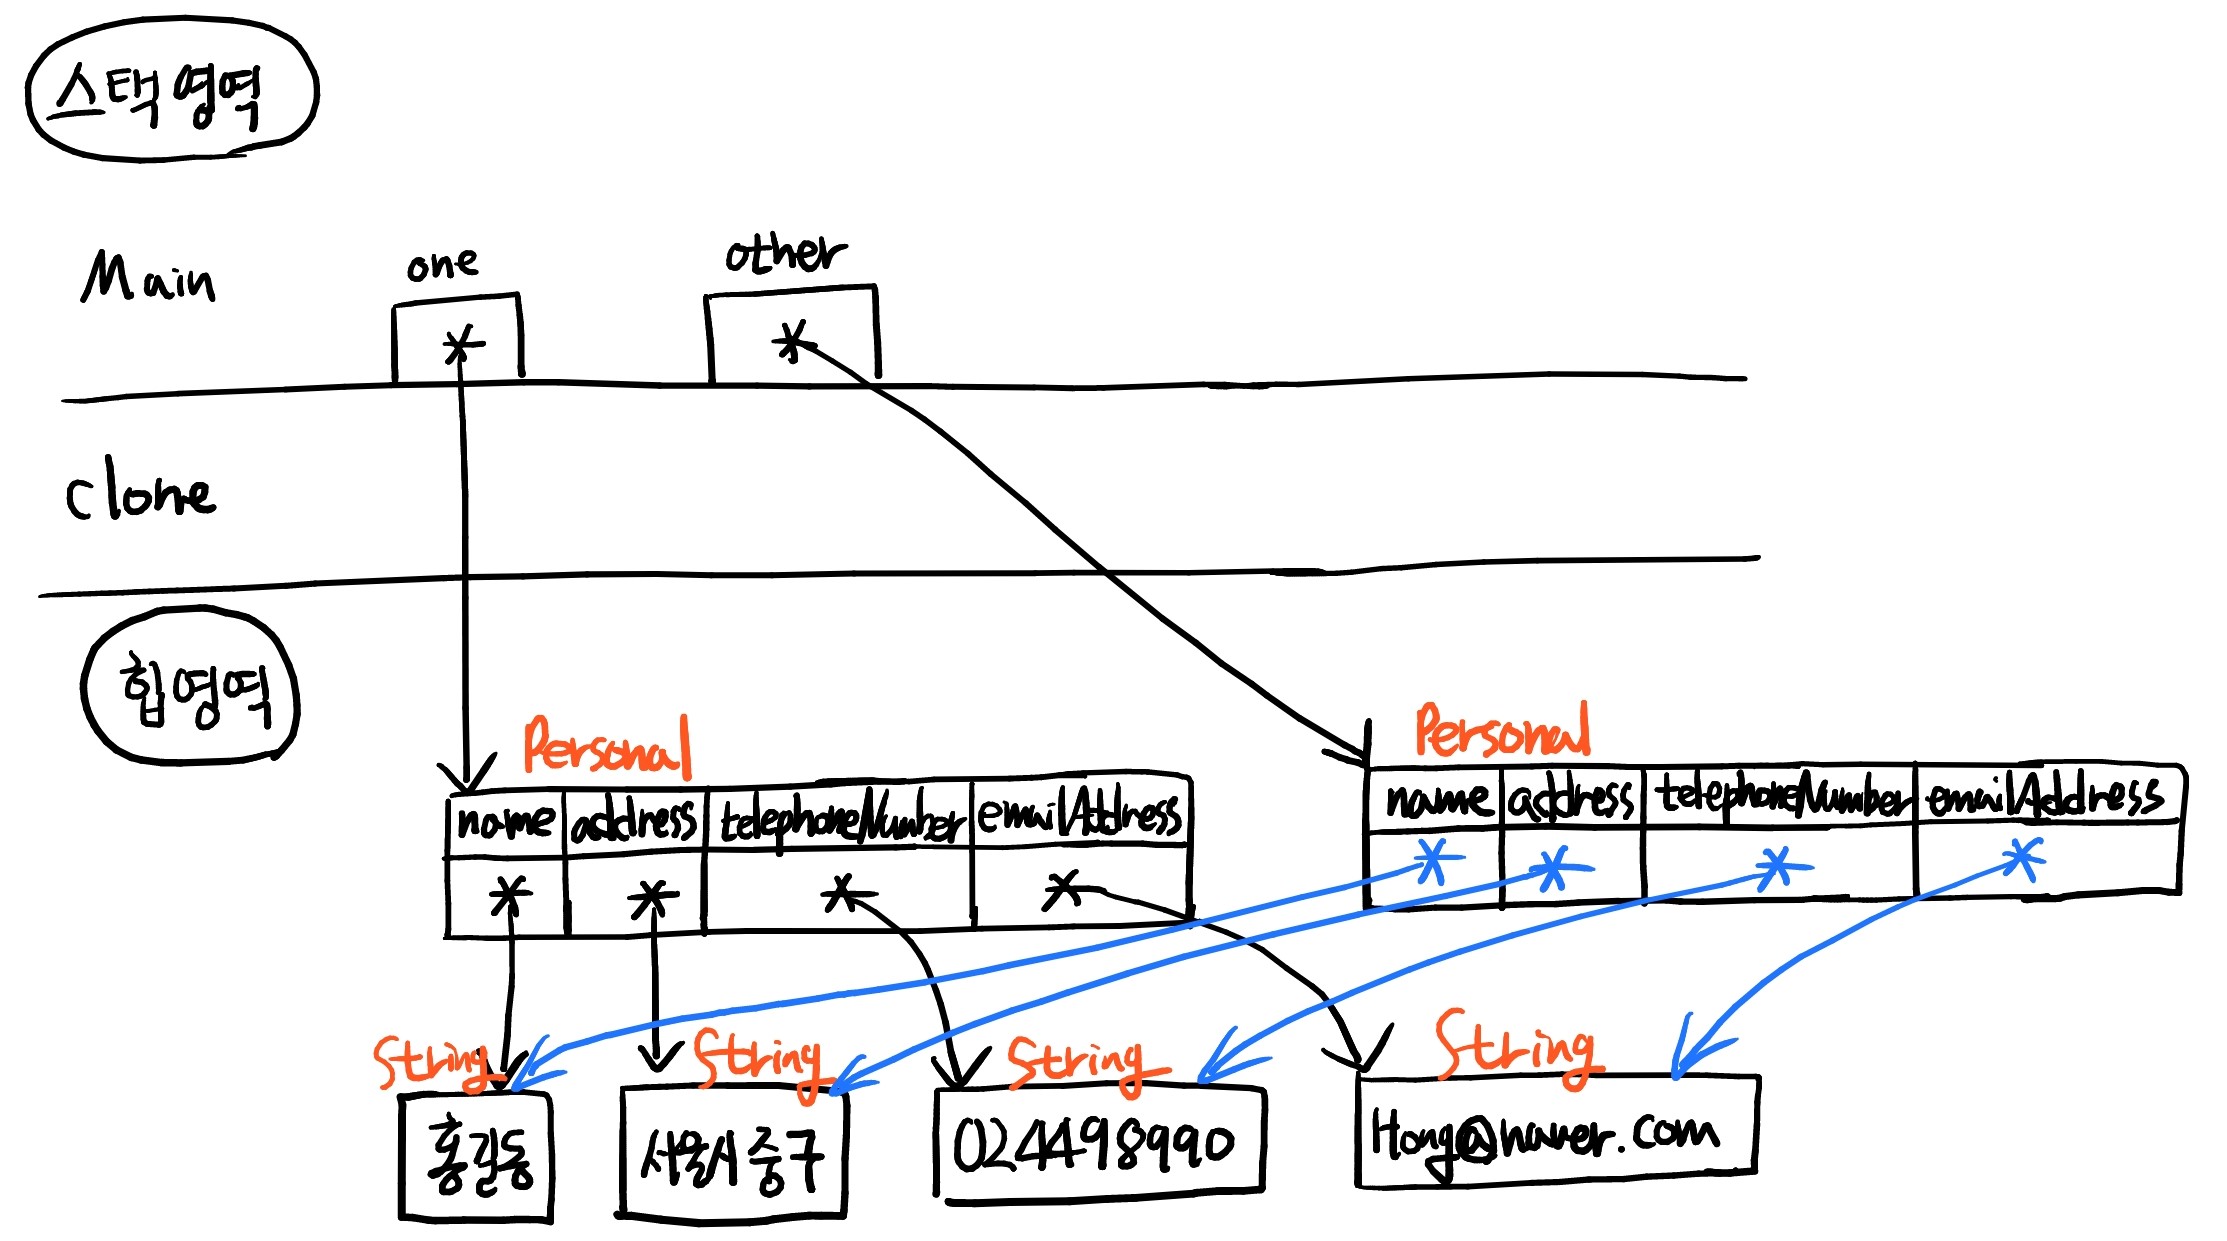 스택 영역
Main
one
other
clone
힙 영역
Personal
Personal
name address telephoneNumber emailAddress
name address telephoneNumber emailAddress
* * * *
* * * *
*
*
String
String
String
String
홍길동
서울시 중구
024498990
Hong@naver.com